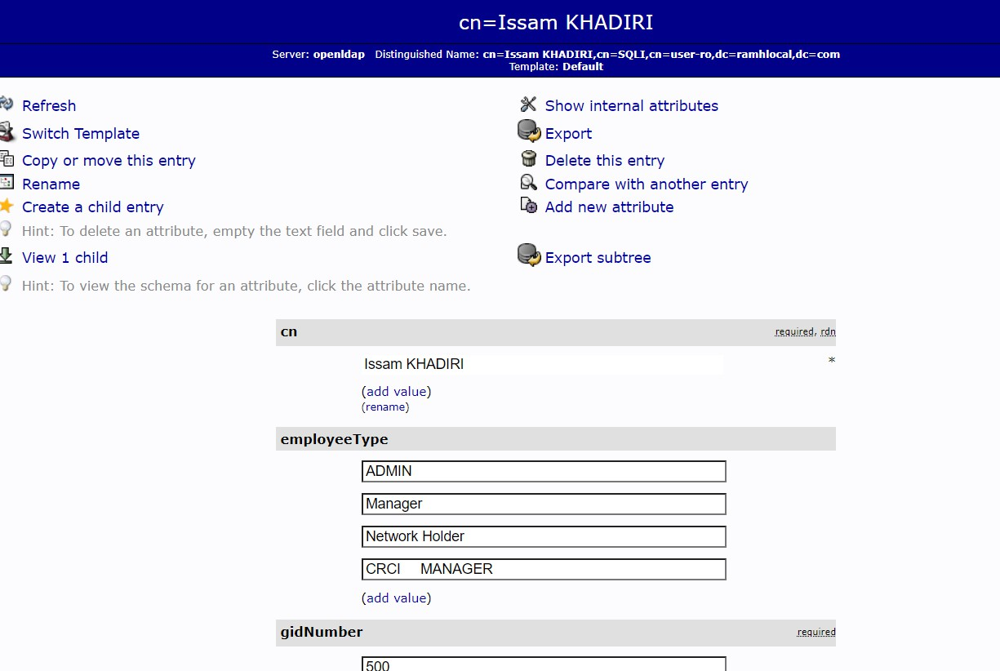 cn=Issam KHADIRI
Server: openldap Distinguished Name: cn=Issam KHADIRI,cn=SQLI,cn=user-ro,dc=ramhlocal,dc=com
Template: Default
Refresh
Show internal attributes
Switch Template
Export
Copy or move this entry
Delete this entry
Rename
Compare with another entry
Create a child entry
Add new attribute
Hint: To delete an attribute, empty the text field and click save.
View 1 child
Export subtree
Hint: To view the schema for an attribute, click the attribute name.
cn required, rdn
Issam KHADIRI *
(add value)
(rename)
employeeType
ADMIN
Manager
Network Holder
CRCI MANAGER
(add value)
gidNumber required
500